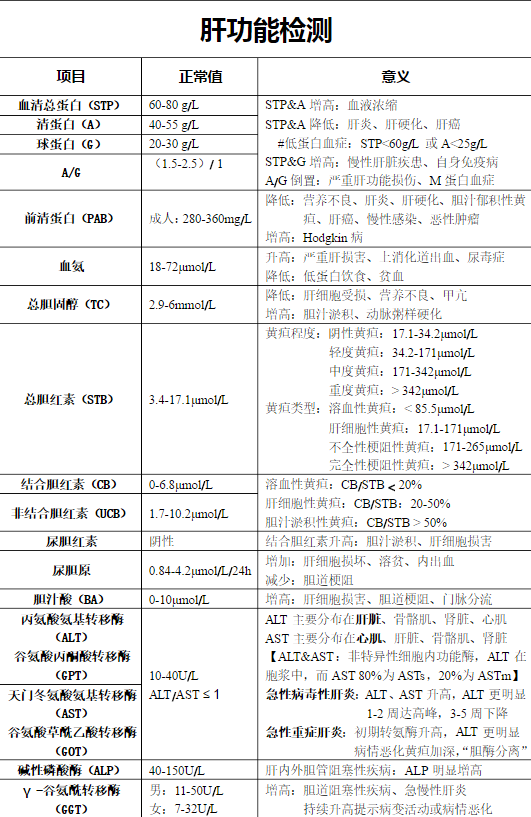 肝功能检测
项目 正常值 意义
血清总蛋白(STP) 60-80 g/L STP&A 增高:血液浓缩
清蛋白(A) 40-55 g/L STP&A 降低:肝炎、肝硬化、肝癌
球蛋白(G) 20-30 g/L #低蛋白血症:STP<60g/L 或 A<25g/L
A/G (1.5-2.5)/ 1 STP&G 增高:慢性肝脏疾患、自身免疫病
A/G 倒置:严重肝功能损伤、M 蛋白血症
前清蛋白(PAB) 成人:280-360mg/L 降低:营养不良、肝炎、肝硬化、胆汁郁积性黄
疸、肝癌、慢性感染、恶性肿瘤
增高:Hodgkin 病
血氨 18-72μmol/L 升高:严重肝损害、上消化道出血、尿毒症
降低:低蛋白饮食、贫血
总胆固醇(TC) 2.9-6mmol/L 降低:肝细胞受损、营养不良、甲亢
增高:胆汁淤积、动脉粥样硬化
总胆红素(STB) 3.4-17.1μmol/L 黄疸程度:阴性黄疸:17.1-34.2μmol/L
轻度黄疸:34.2-171μmol/L
中度黄疸:171-342μmol/L
重度黄疸:> 342μmol/L
黄疸类型:溶血性黄疸:< 85.5μmol/L
肝细胞性黄疸:17.1-171μmol/L
不全性梗阻性黄疸:171-265μmol/L
完全性梗阻性黄疸:> 342μmol/L
结合胆红素(CB) 0-6.8μmol/L 溶血性黄疸:CB/STB < 20%
肝细胞性黄疸:CB/STB:20-50%
非结合胆红素(UCB) 1.7-10.2μmol/L 胆汁淤积性黄疸:CB/STB > 50%
尿胆红素 阴性 结合胆红素升高:胆汁淤积、肝细胞损害
尿胆原 0.84-4.2μmol/L/24h 增加:肝细胞损坏、溶贫、内出血
减少:胆道梗阻
胆汁酸(BA) 0-10μmol/L 增高:肝细胞损害、胆道梗阻、门脉分流
丙氨酸氨基转移酶
(ALT)
谷氨酸丙酮酸转移酶
(GPT)
天门冬氨酸氨基转移酶
(AST)
谷氨酸草酰乙酸转移酶
(GOT)
10-40U/L
ALT/AST ≤ 1
ALT 主要分布在肝脏、骨骼肌、肾脏、心肌
AST 主要分布在心肌、肝脏、骨骼肌、肾脏
【ALT&AST:非特异性细胞内功能酶,ALT 在
胞浆中,而 AST 80%为 ASTs,20%为 ASTm】
急性病毒性肝炎:ALT、AST 升高,ALT 更明显
1-2 周达高峰,3-5 周下降
急性重症肝炎:初期转氨酶升高,ALT 更明显
病情恶化黄疸加深,“胆酶分离”
碱性磷酸酶(ALP) 40-150U/L 肝内外胆管阻塞性疾病:ALP 明显增高
γ-谷氨酰转移酶
(GGT)
男:11-50U/L
女:7-32U/L
增高:胆道阻塞性疾病、急慢性肝炎
持续升高提示病变活动或病情恶化